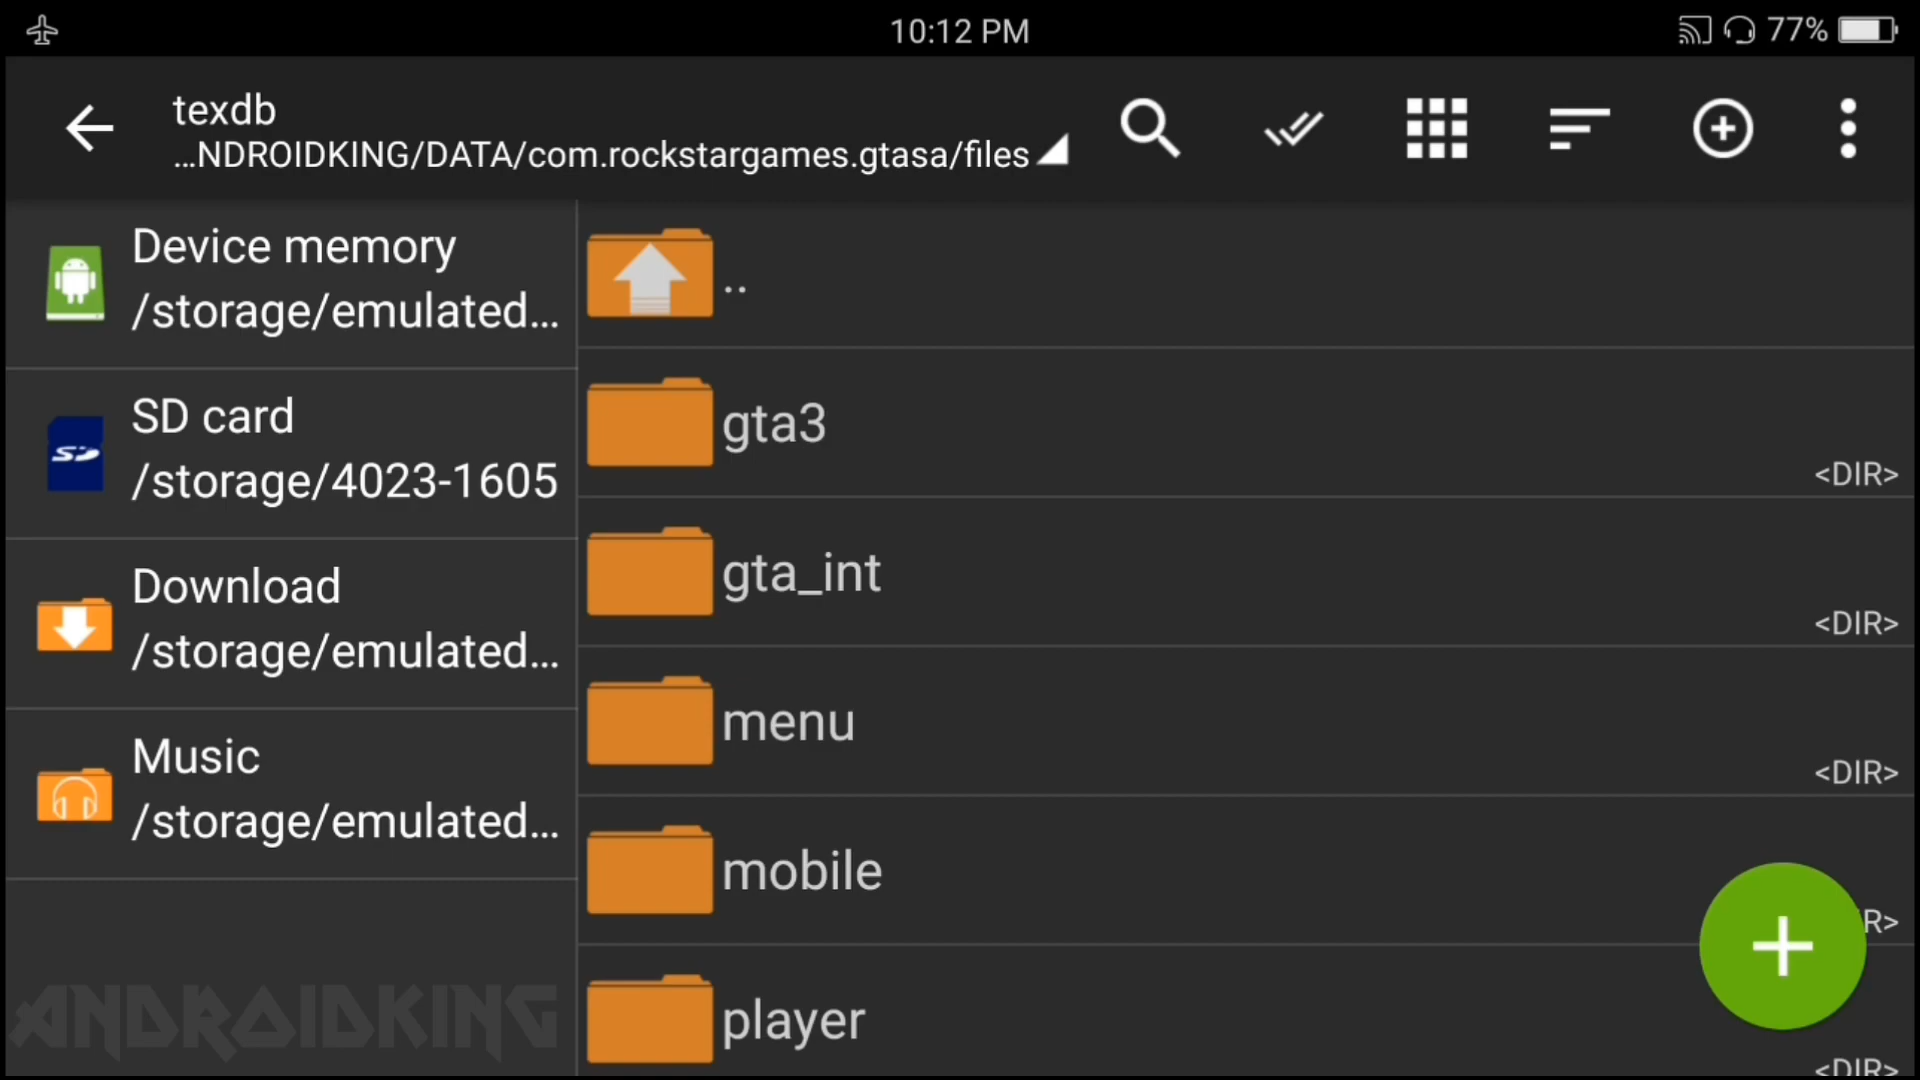 10:12 PM
77%
texdb
...NDROIDKING/DATA/com.rockstargames.gtasa/files
Device memory
/storage/emulated...
SD card
/storage/4023-1605
Download
/storage/emulated...
Music
/storage/emulated...
..
gta3
<DIR>
gta_int
<DIR>
menu
<DIR>
mobile
R>
player
<DIR>
ANDROIDKING